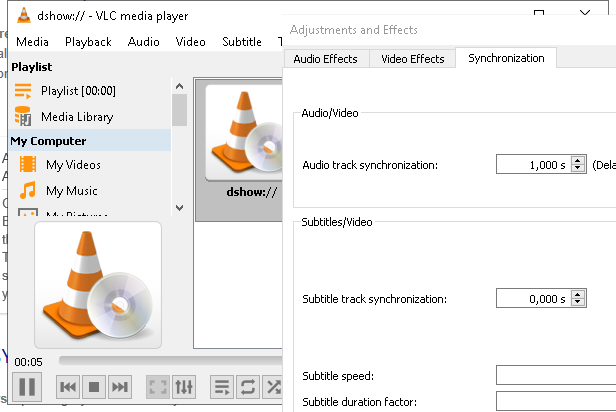 dshow:// - VLC media player
Media Playback Audio Video Subtitle
Playlist
Playlist [00:00]
Media Library
My Computer
My Videos
My Music
My Pictures
dshow://
00:05
Adjustments and Effects
Audio Effects Video Effects Synchronization
Audio/Video
Audio track synchronization: 1,000 s
Subtitles/Video
Subtitle track synchronization: 0,000 s
Subtitle speed:
Subtitle duration factor: